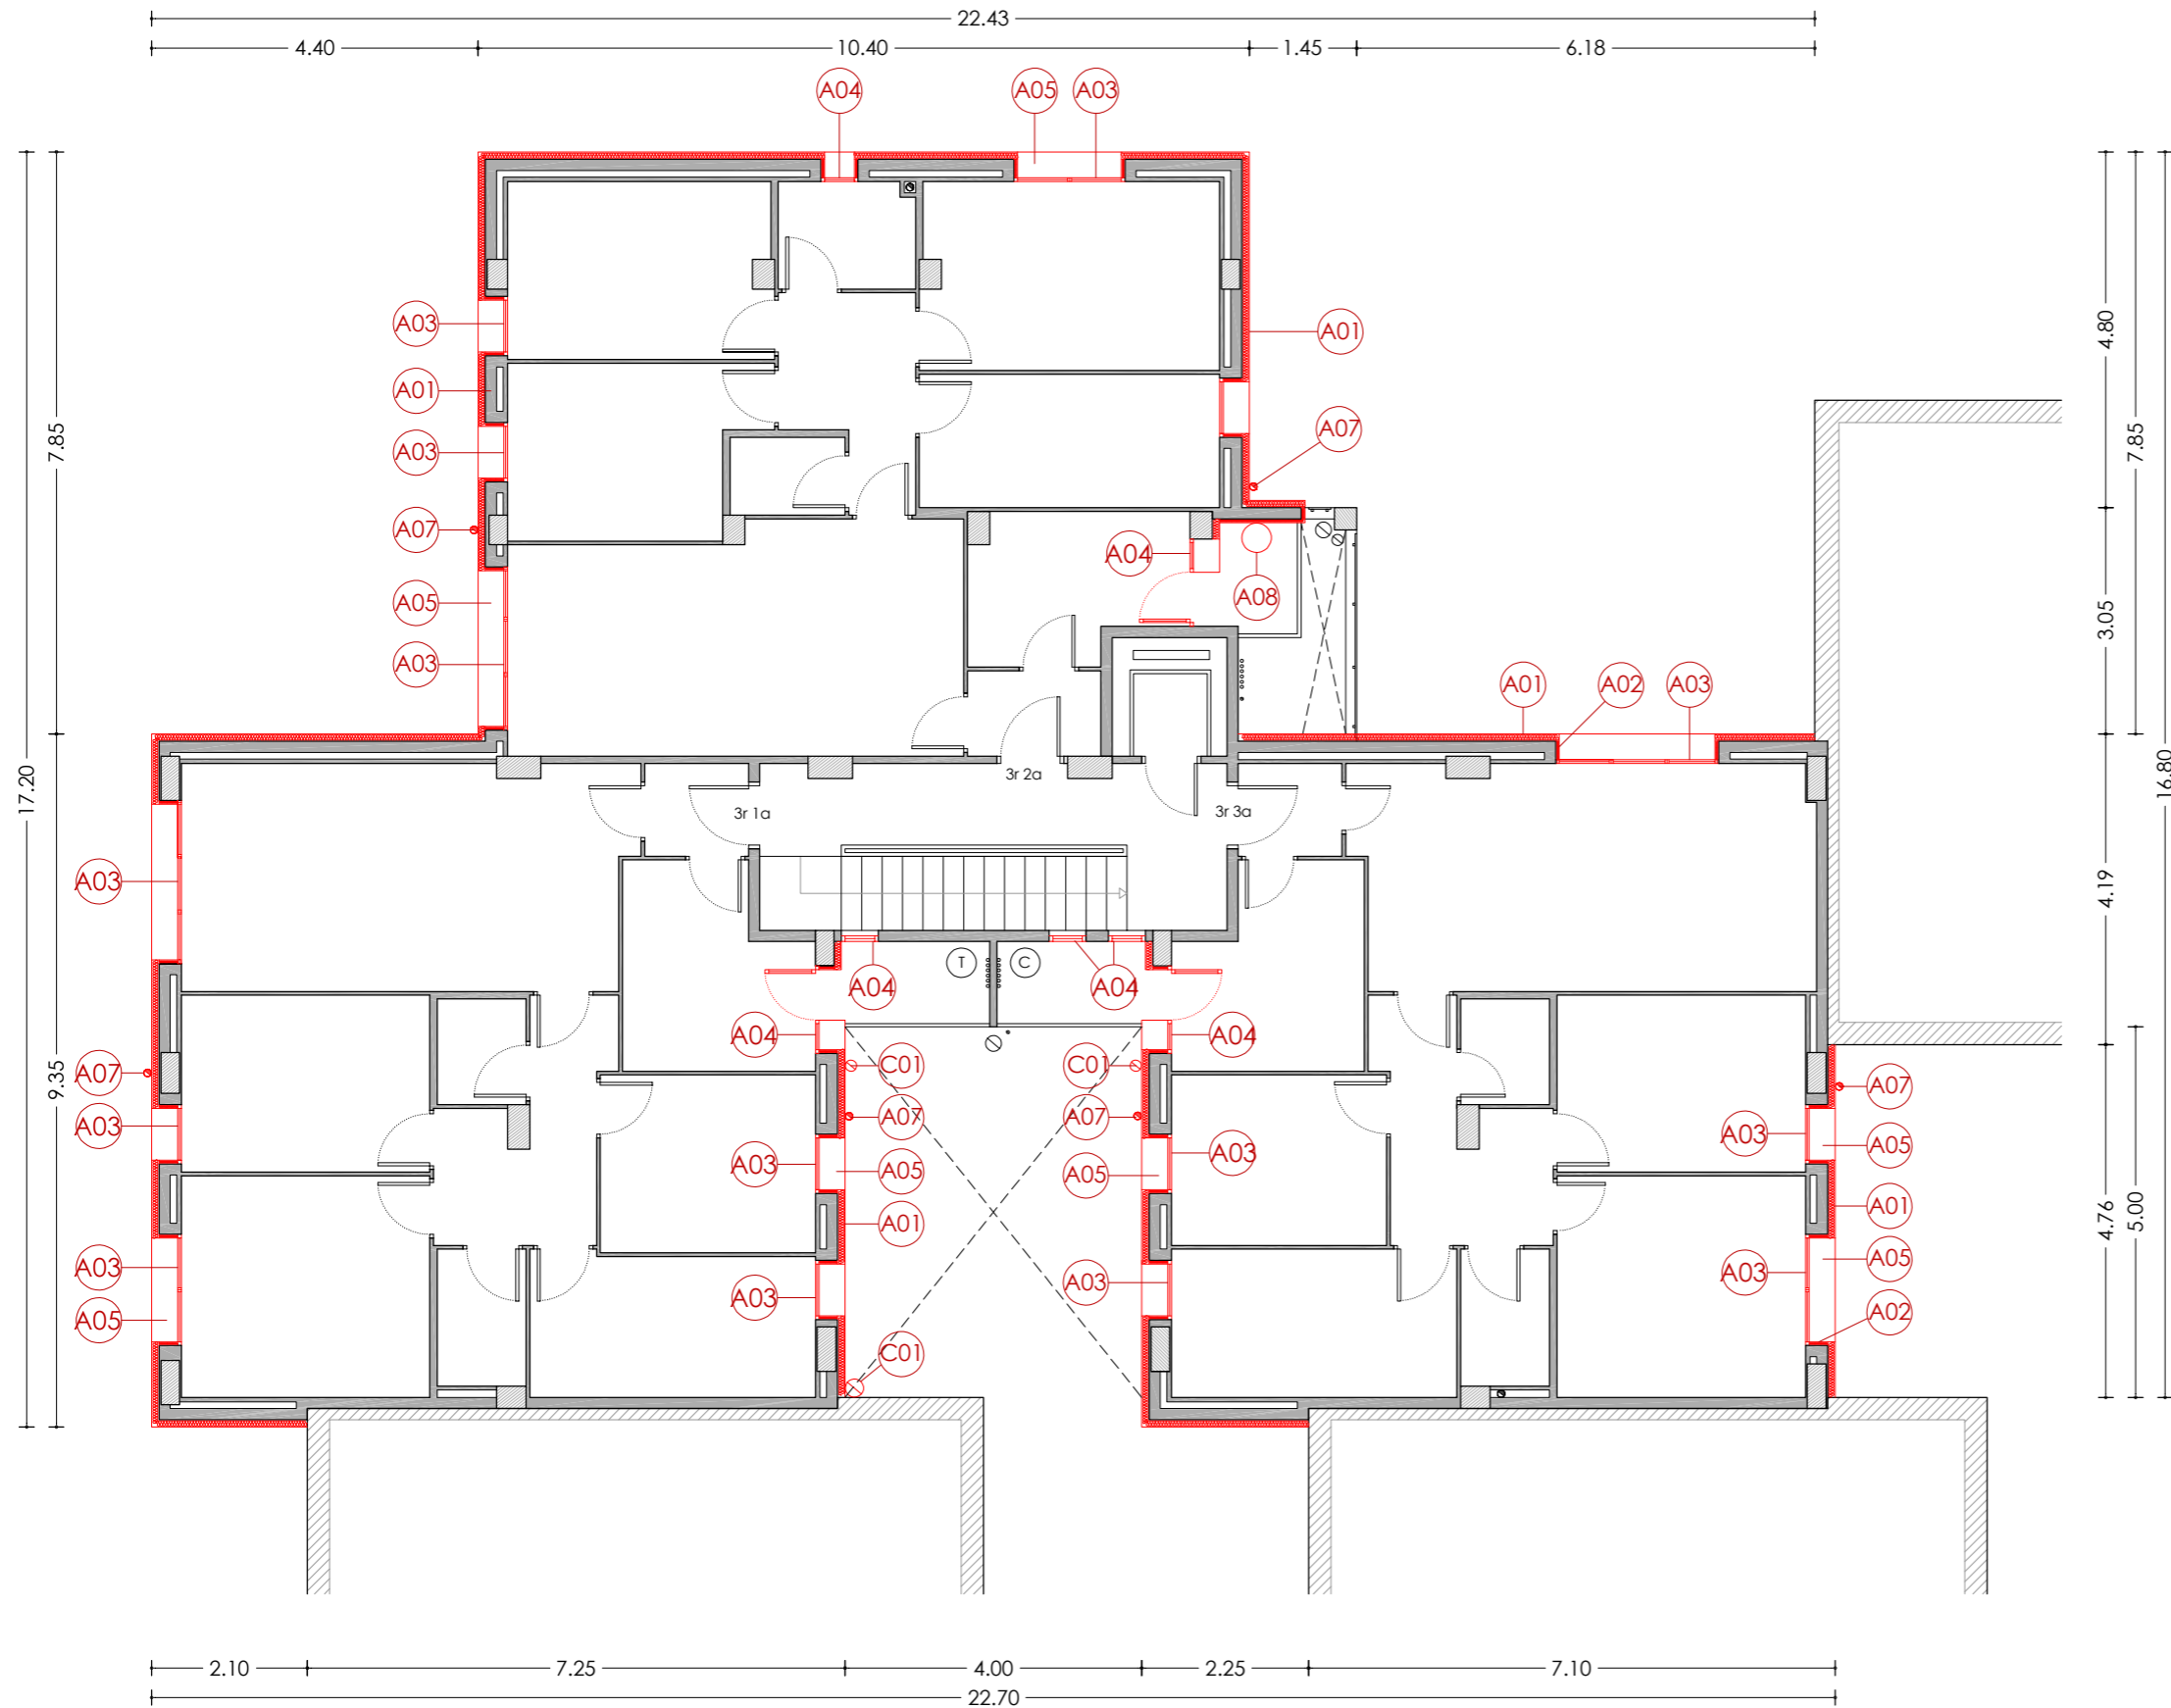 22.43
4.40 10.40 1.45 6.18
A04 A05 A03
A03 A01
A01
A03 A07
A07
A04
A05 A08
A03
A01 A02 A03
17.20
7.85
9.35
4.80
3.05
4.19
4.76
7.85
5.00
16.80
3r 2a
3r 1a 3r 3a
A03
T C
A04 A04
A04 A04
C01 C01
A07 A07 A07 A07
A03 A03 A03 A03
A05 A05 A05
A01 A01
A03 A03 A05
A03 A03
A05 A02
C01
2.10 7.25 4.00 2.25 7.10
22.70